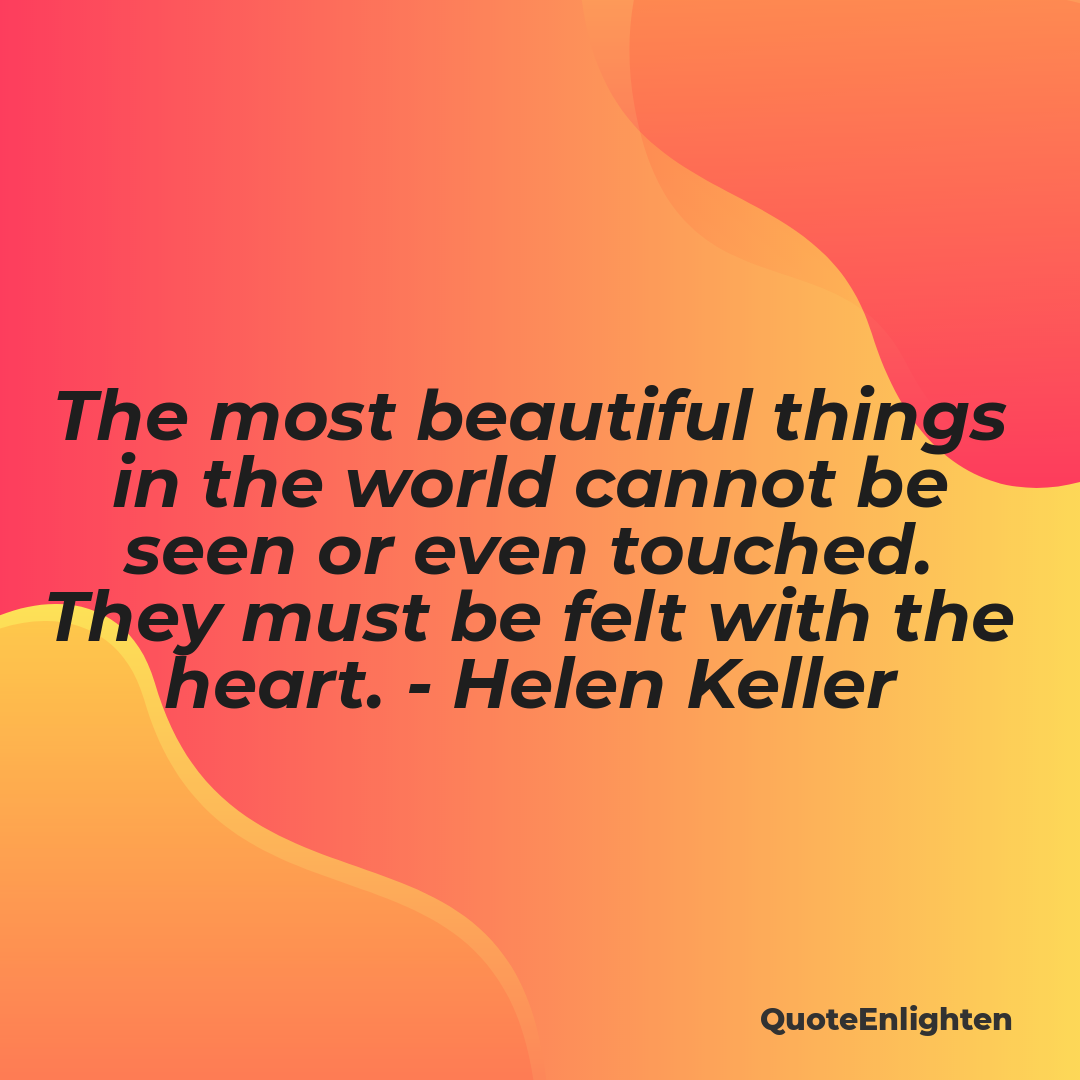 The most beautiful things
in the world cannot be
seen or even touched.
They must be felt with the
heart. - Helen Keller
QuoteEnlighten